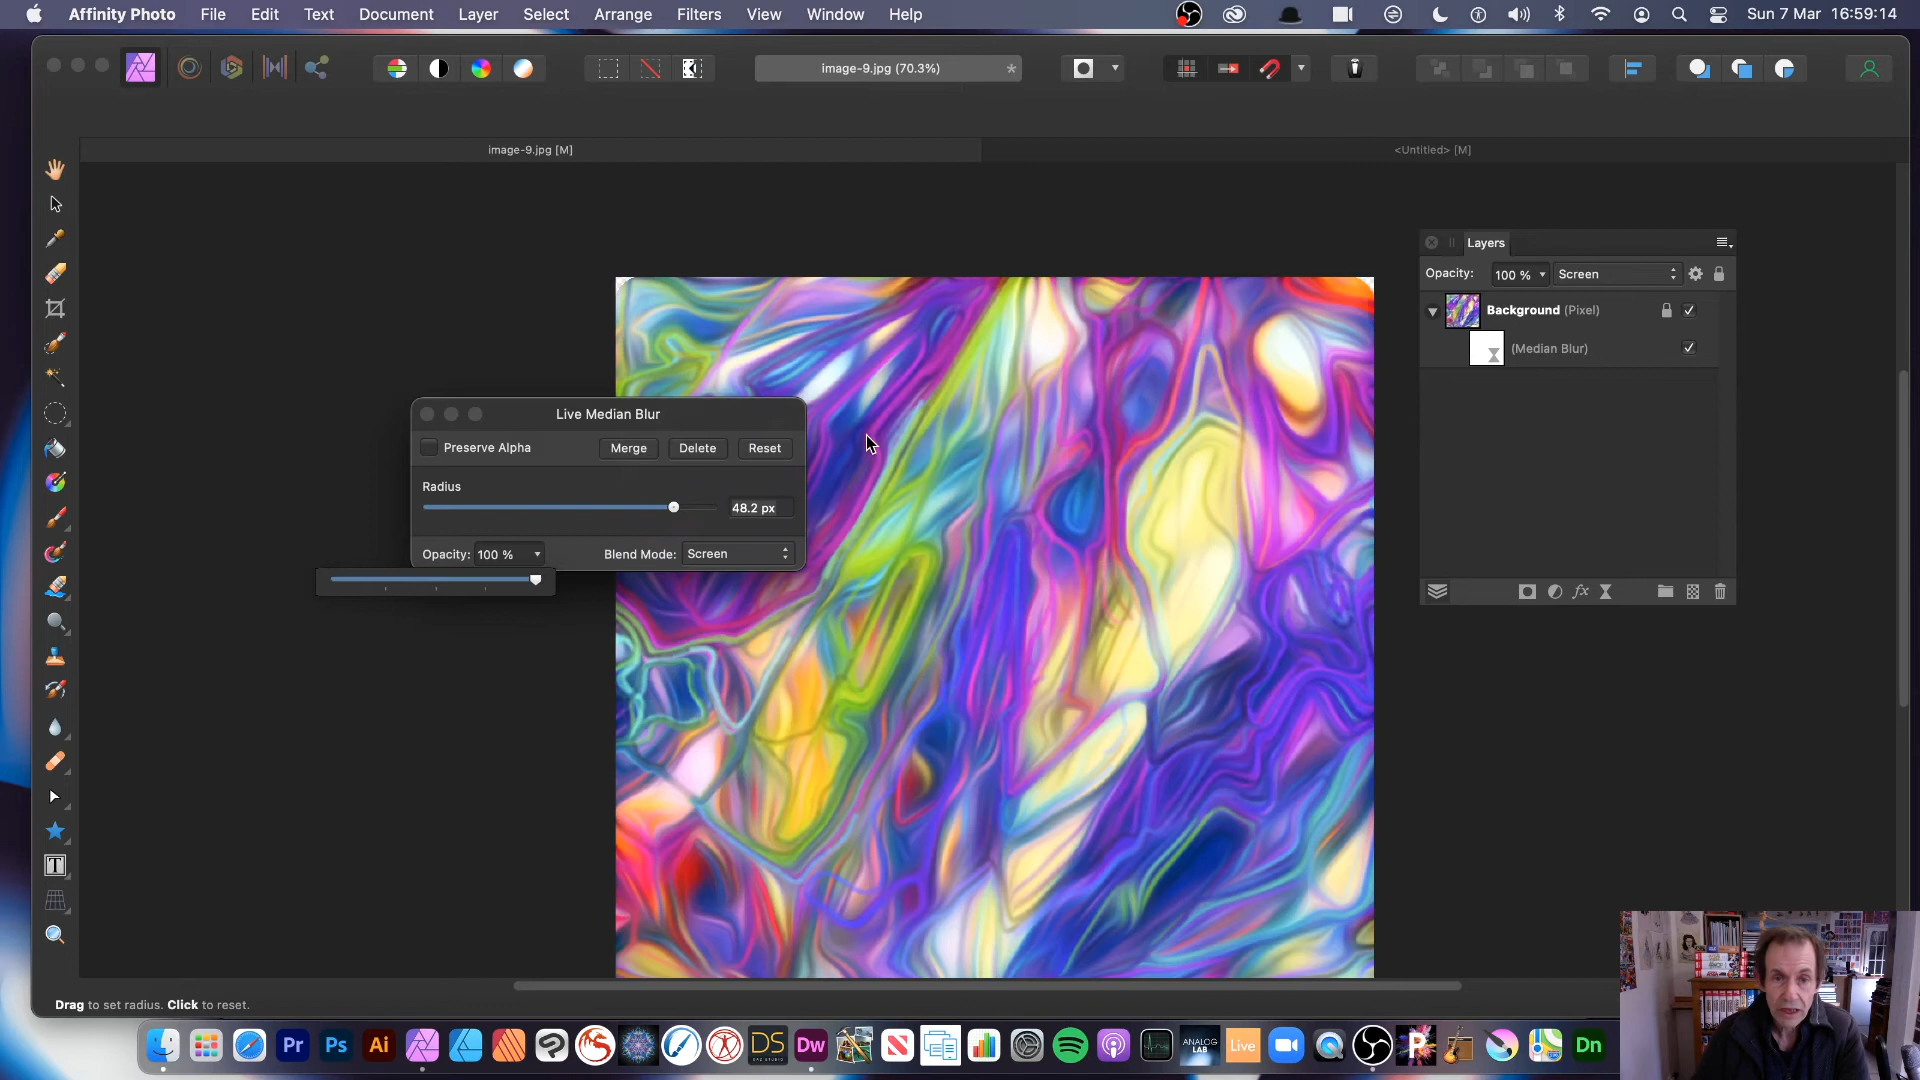 Affinity Photo File Edit Text Document Layer Select Arrange Filters View Window Help Sun 7 Mar 16:59:14
image-9.jpg (70.3%) *
image-9.jpg [M] <Untitled> [M]
Layers
Opacity: 100 % Screen
Background (Pixel)
(Median Blur)
Live Median Blur
Preserve Alpha Merge Delete Reset
Radius
48.2 px
Opacity: 100 % Blend Mode: Screen
T
Drag to set radius. Click to reset.
Pr Ps Ai DS Dw N ANALOG LAB Live P Dn